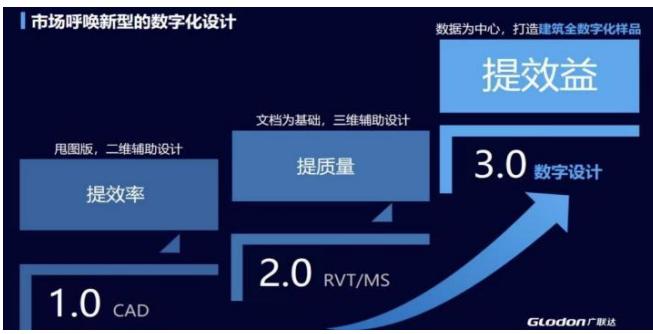 市场呼唤新型的数字化设计
数据为中心，打造建筑全数字化样品
提效益
文档为基础，三维辅助设计
甩图版，二维辅助设计
提质量
提效率
3.0 数字设计
2.0 RVT/MS
1.0 CAD
GLodon广联达